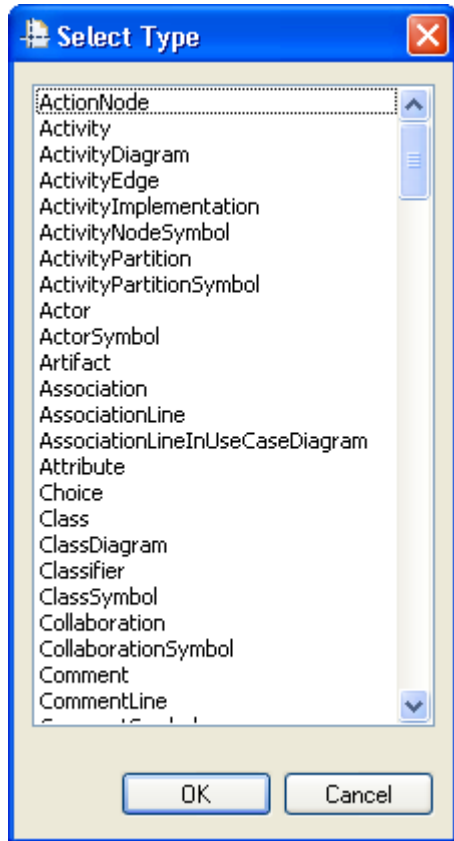 Select Type
ActionNode
Activity
ActivityDiagram
ActivityEdge
ActivityImplementation
ActivityNodeSymbol
ActivityPartition
ActivityPartitionSymbol
Actor
ActorSymbol
Artifact
Association
AssociationLine
AssociationLineInUseCaseDiagram
Attribute
Choice
Class
ClassDiagram
Classifier
ClassSymbol
Collaboration
CollaborationSymbol
Comment
CommentLine
OK Cancel